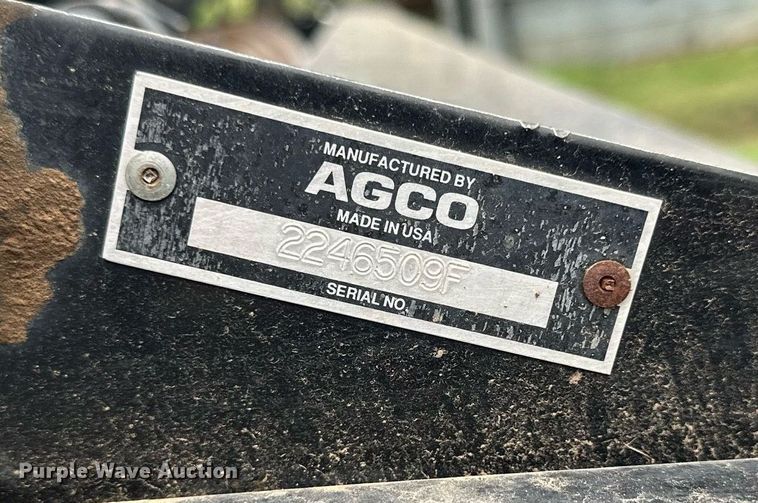 MANUFACTURED BY
AGCO
MADE IN USA
2246509F
SERIAL NO.
Purple Wave Auction